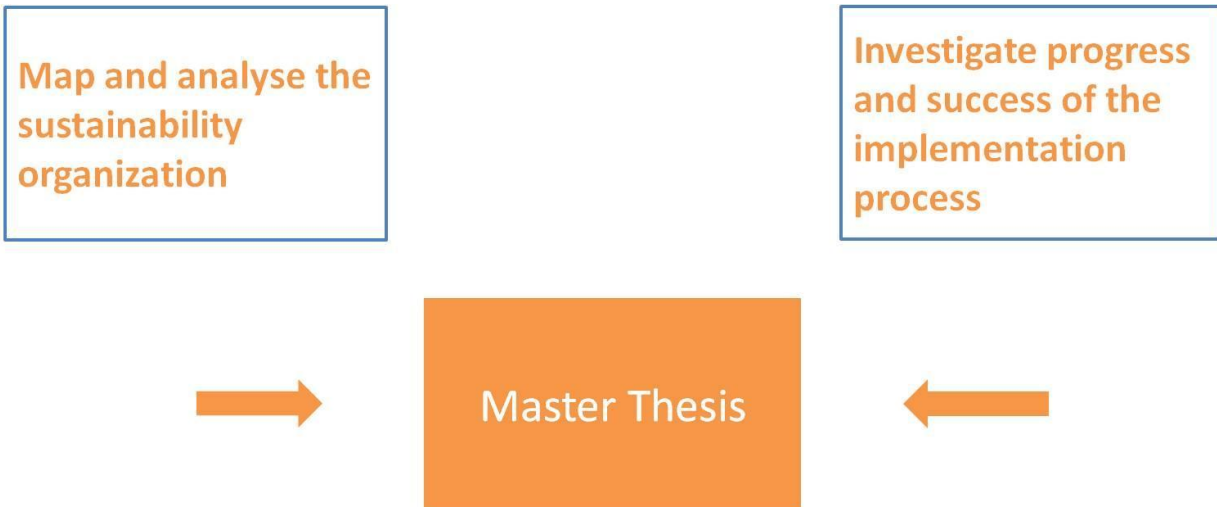 Map and analyse the
sustainability
organization
Investigate progress
and success of the
implementation
process
Master Thesis